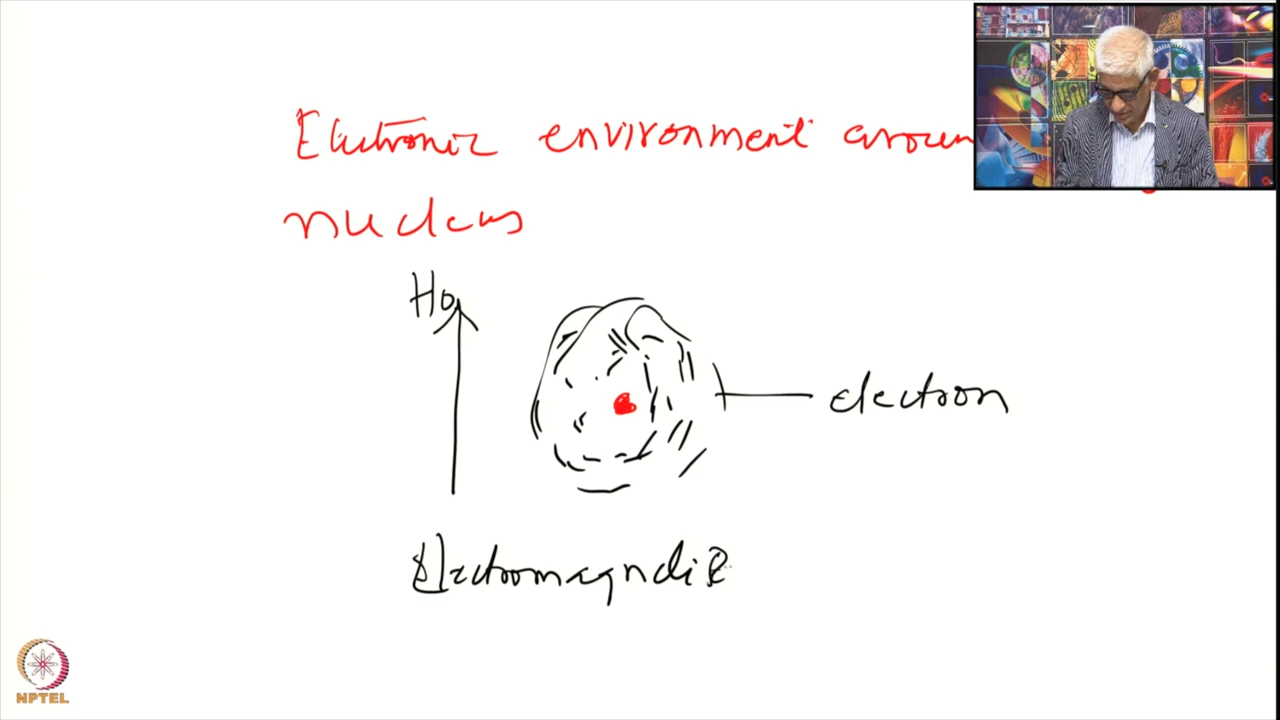 Electronic environment aroun
nucleus
Ho
electron
Electromagnetic
NPTEL